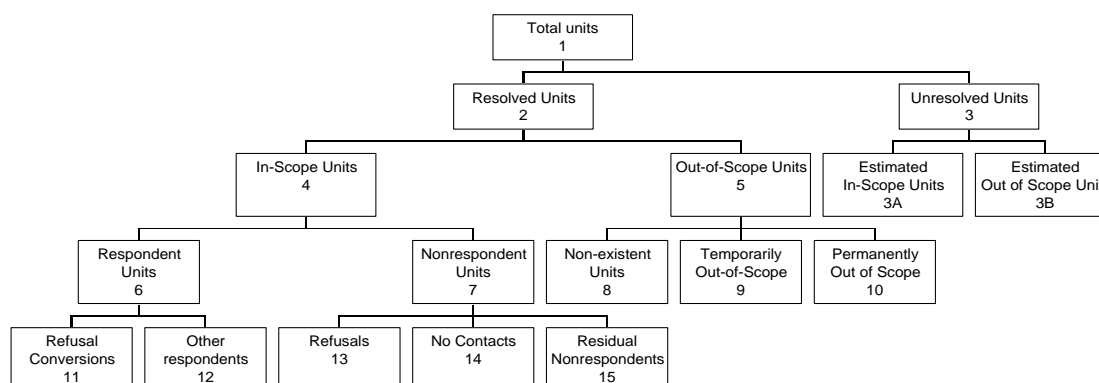 Total units
1
Resolved Units
2
Unresolved Units
3
In-Scope Units
4
Out-of-Scope Units
5
Estimated
In-Scope Units
3A
Estimated
Out of Scope Unit
3B
Respondent
Units
6
Nonrespondent
Units
7
Non-existent
Units
8
Temporarily
Out-of-Scope
9
Permanently
Out of Scope
10
Refusal
Conversions
11
Other
respondents
12
Refusals
13
No Contacts
14
Residual
Nonrespondents
15